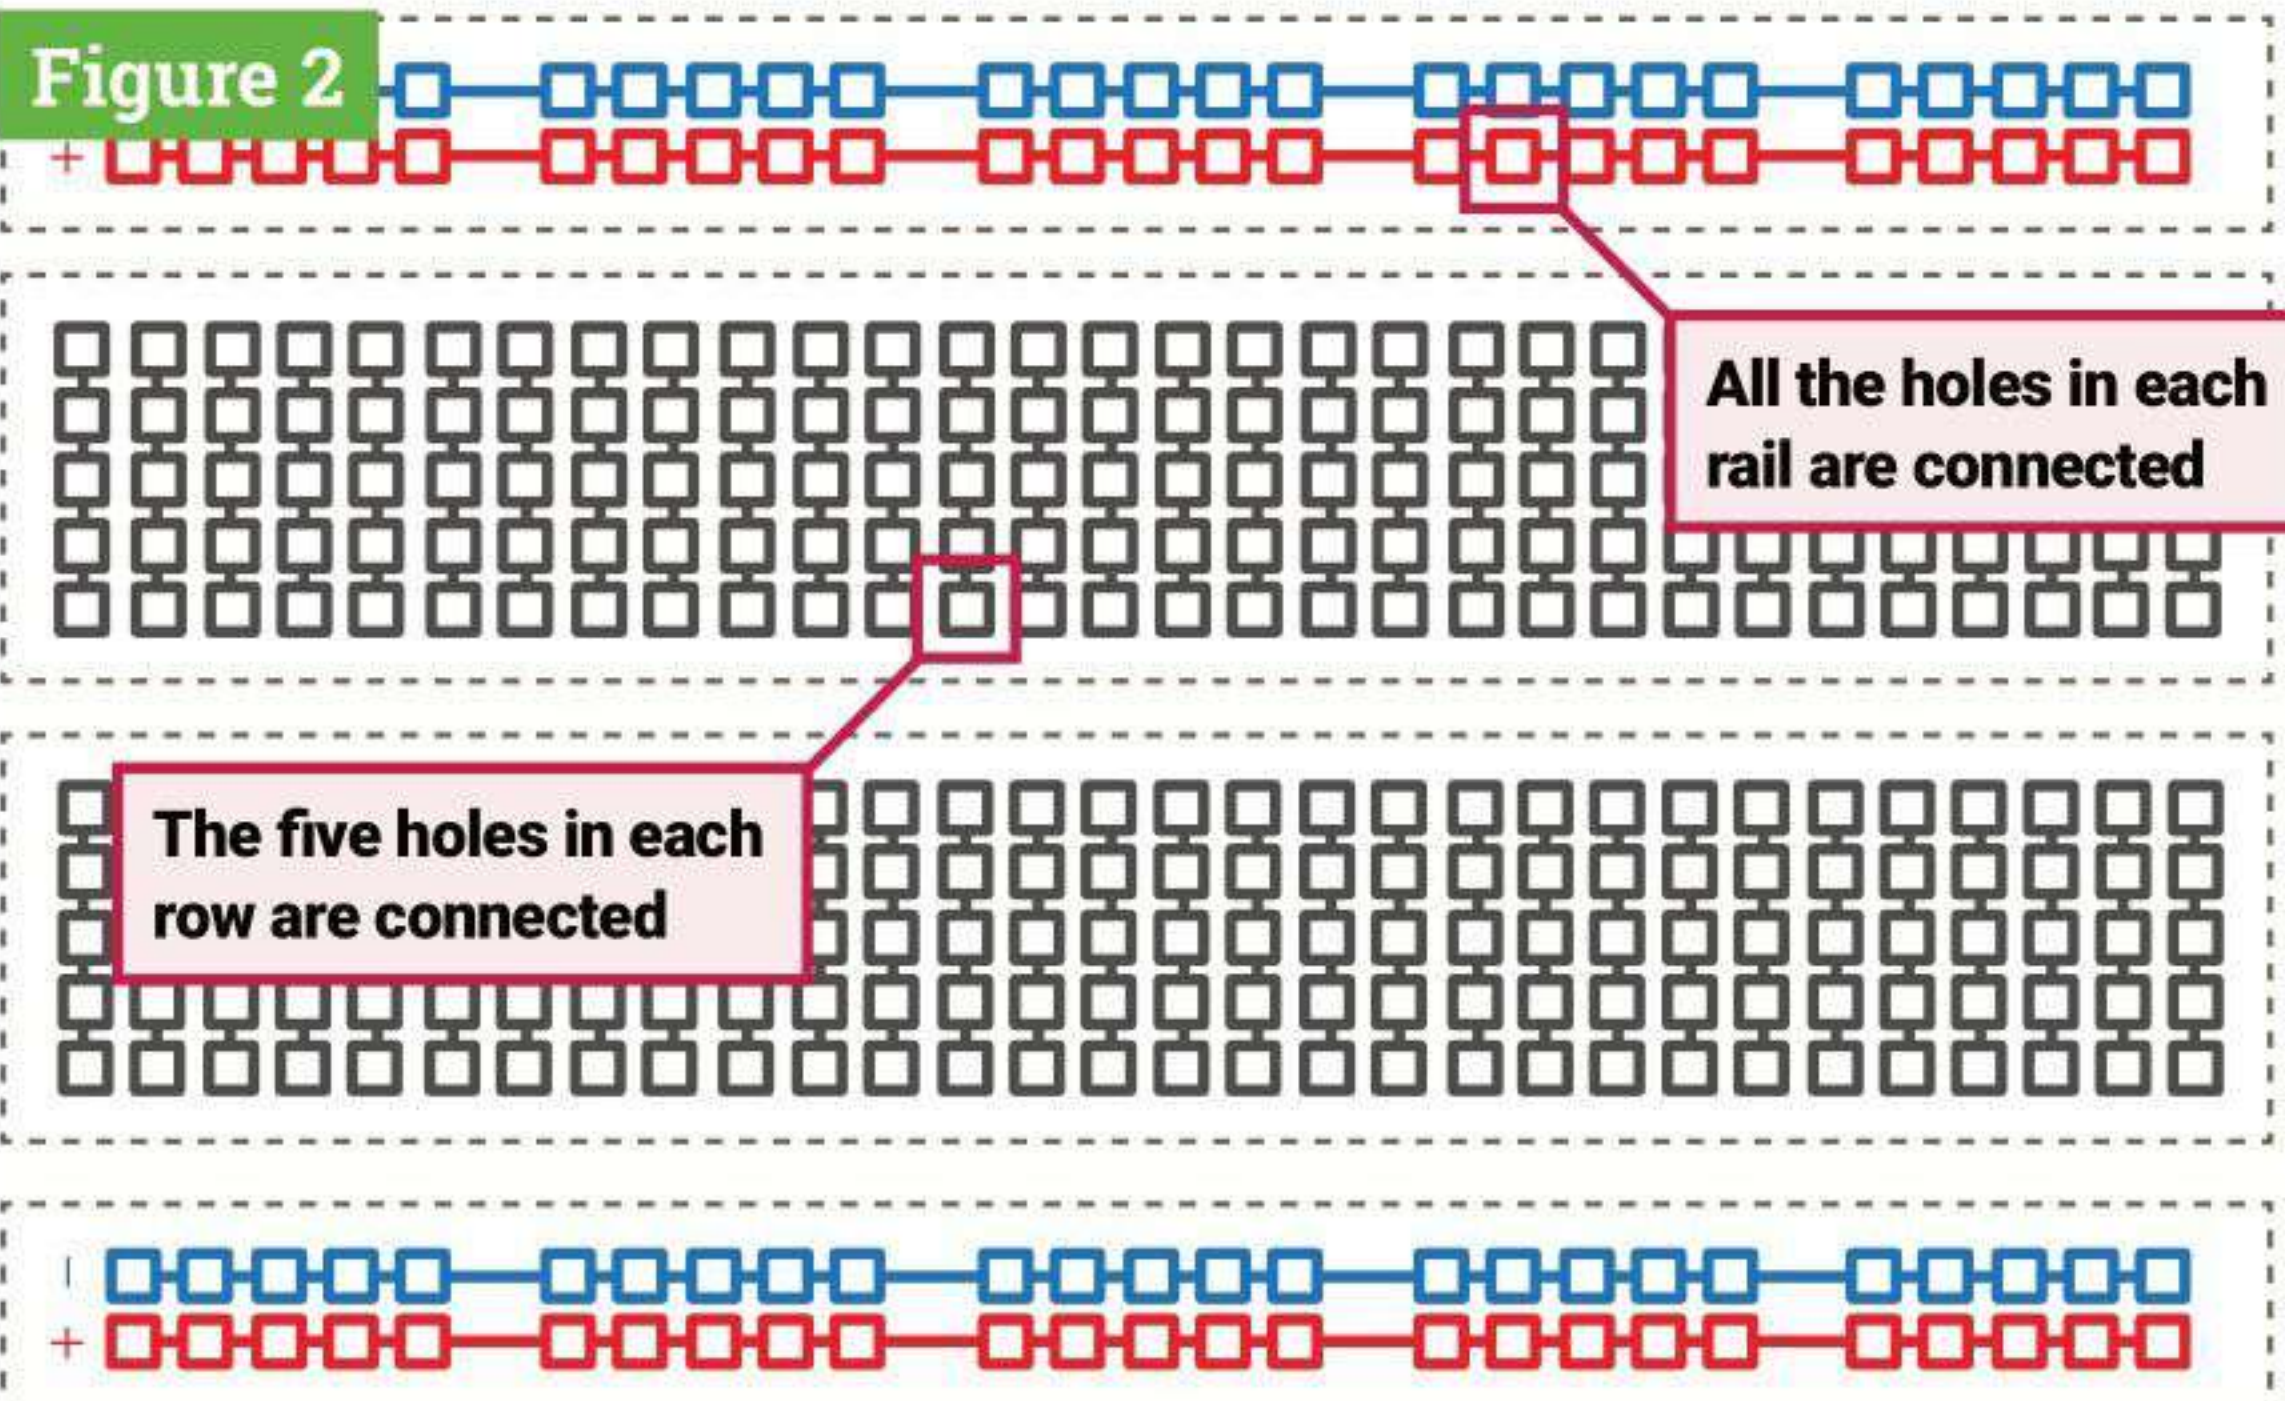 Figure 2
+
All the holes in each
rail are connected
The five holes in each
row are connected
|
+